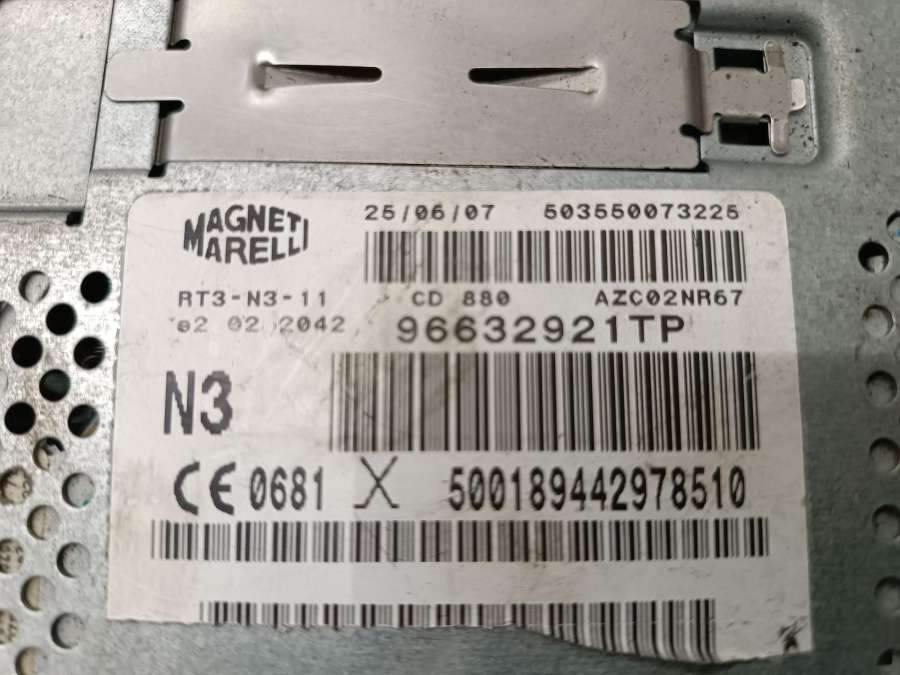 MAGNETI MARELLI
25/06/07 503550073225
RT3-N3-11 CD 880 AZC02NR67
e2 02 2042 96632921TP
N3
CE 0681 X 500189442978510